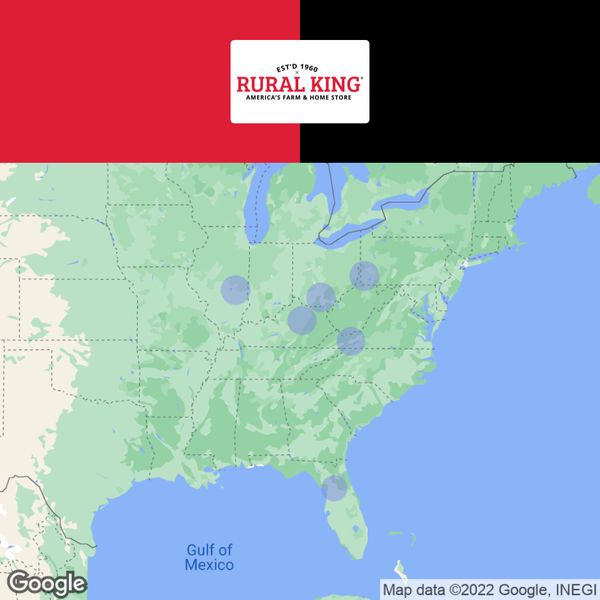 EST'D 1960
RURAL KING®
AMERICA'S FARM & HOME STORE
Gulf of
Mexico
Google
Map data ©2022 Google, INEGI